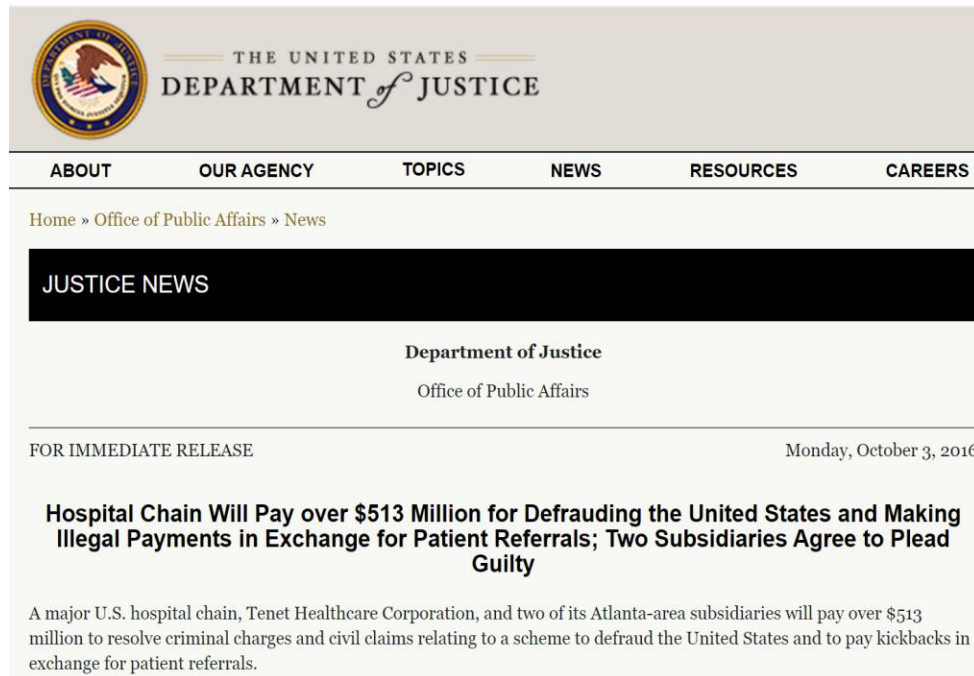 THE UNITED STATES
DEPARTMENT of JUSTICE
ABOUT OUR AGENCY TOPICS NEWS RESOURCES CAREERS
Home » Office of Public Affairs » News
JUSTICE NEWS
Department of Justice
Office of Public Affairs
FOR IMMEDIATE RELEASE Monday, October 3, 2016
Hospital Chain Will Pay over $513 Million for Defrauding the United States and Making
Illegal Payments in Exchange for Patient Referrals; Two Subsidiaries Agree to Plead
Guilty
A major U.S. hospital chain, Tenet Healthcare Corporation, and two of its Atlanta-area subsidiaries will pay over $513
million to resolve criminal charges and civil claims relating to a scheme to defraud the United States and to pay kickbacks in
exchange for patient referrals.